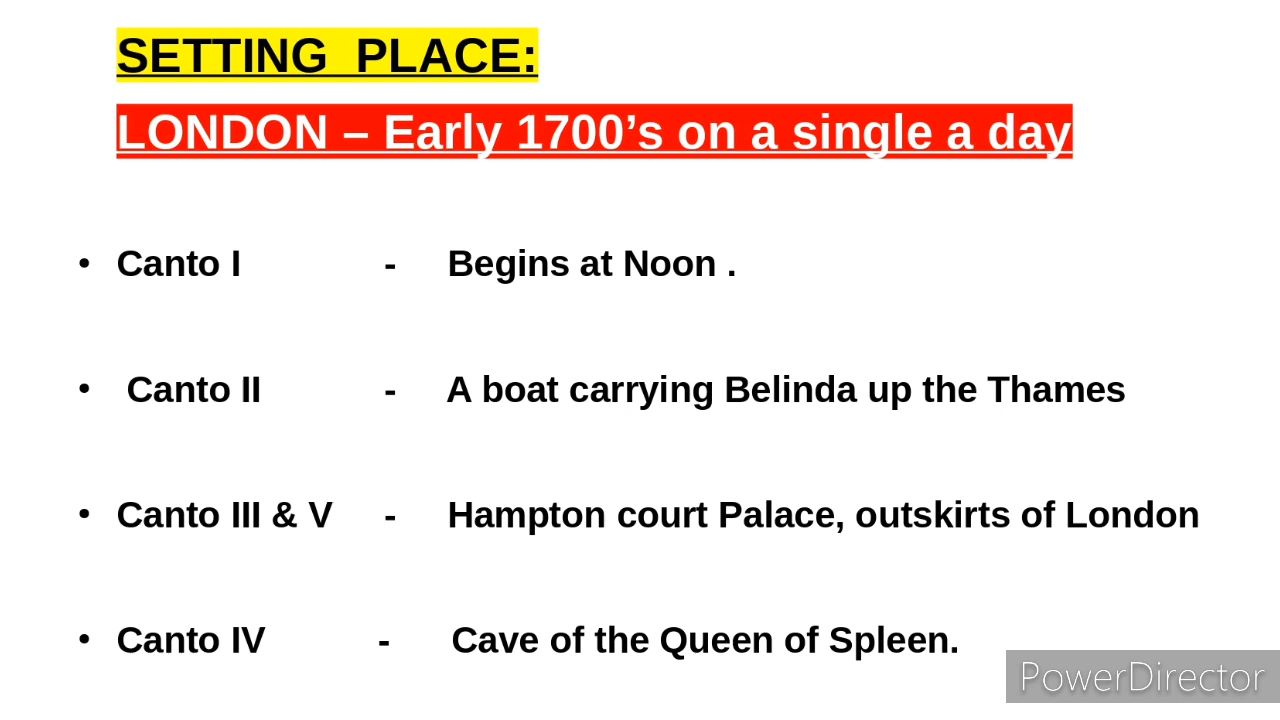 SETTING PLACE:
LONDON – Early 1700’s on a single a day
• Canto I - Begins at Noon .
• Canto II - A boat carrying Belinda up the Thames
• Canto III & V - Hampton court Palace, outskirts of London
• Canto IV - Cave of the Queen of Spleen.
PowerDirector